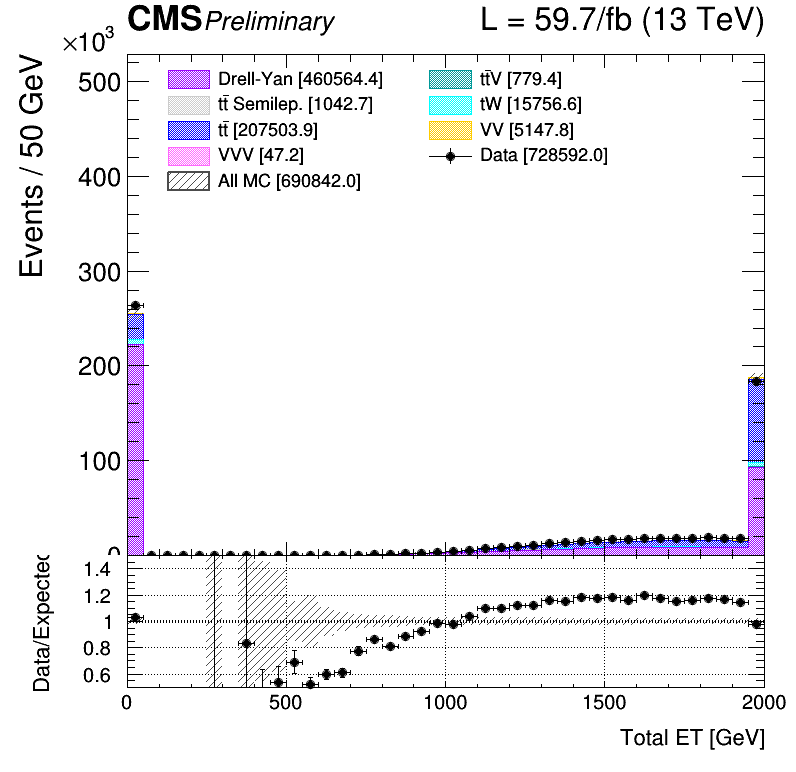 CMS Preliminary L = 59.7/fb (13 TeV)
×10³
Events / 50 GeV
500
400
300
200
100
0
Drell-Yan [460564.4]
tt̄ Semilep. [1042.7]
tt̄ [207503.9]
VVV [47.2]
All MC [690842.0]
tt̄V [779.4]
tW [15756.6]
VV [5147.8]
Data [728592.0]
Data/Expected
1.4
1.2
1
0.8
0.6
0 500 1000 1500 2000
Total ET [GeV]